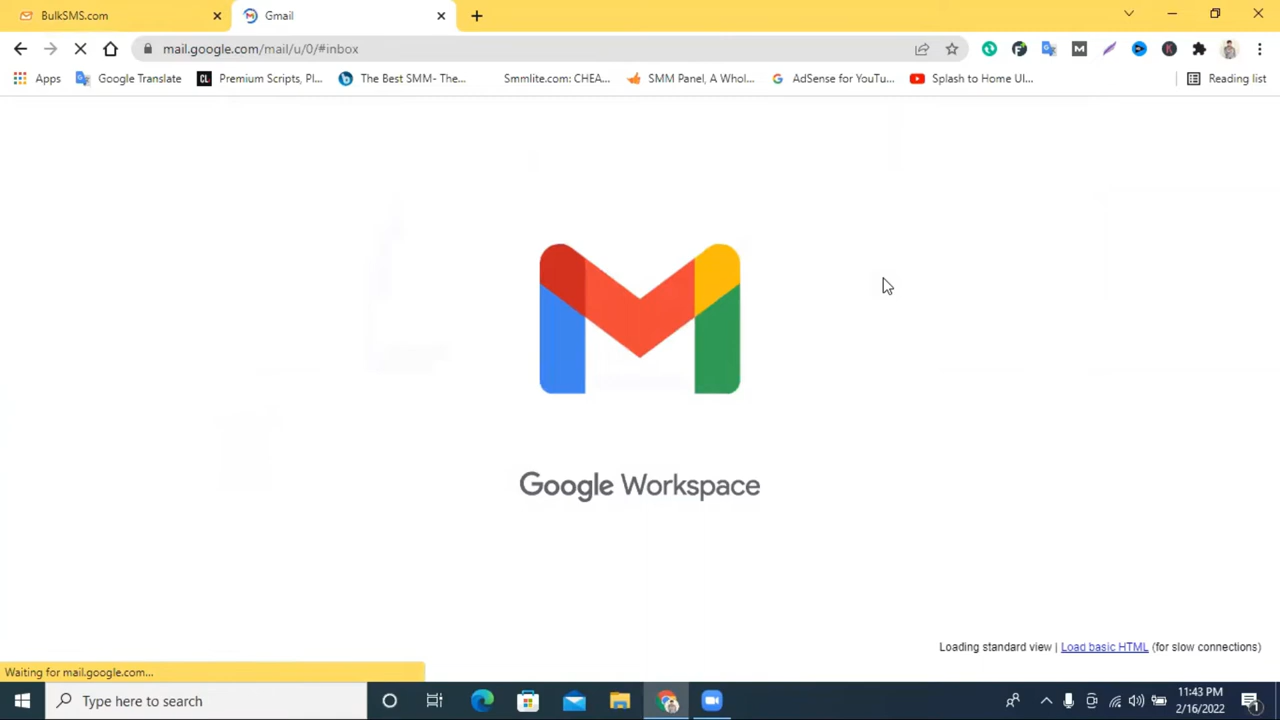 BulkSMS.com
Gmail
mail.google.com/mail/u/0/#inbox
Apps
Google Translate
CL
Premium Scripts, Pl...
The Best SMM- The...
Smmlite.com: CHEA...
SMM Panel, A Whol...
AdSense for YouTu...
Splash to Home UI...
Reading list
Google Workspace
Loading standard view | Load basic HTML (for slow connections)
Waiting for mail.google.com...
Type here to search
11:43 PM
2/16/2022
1